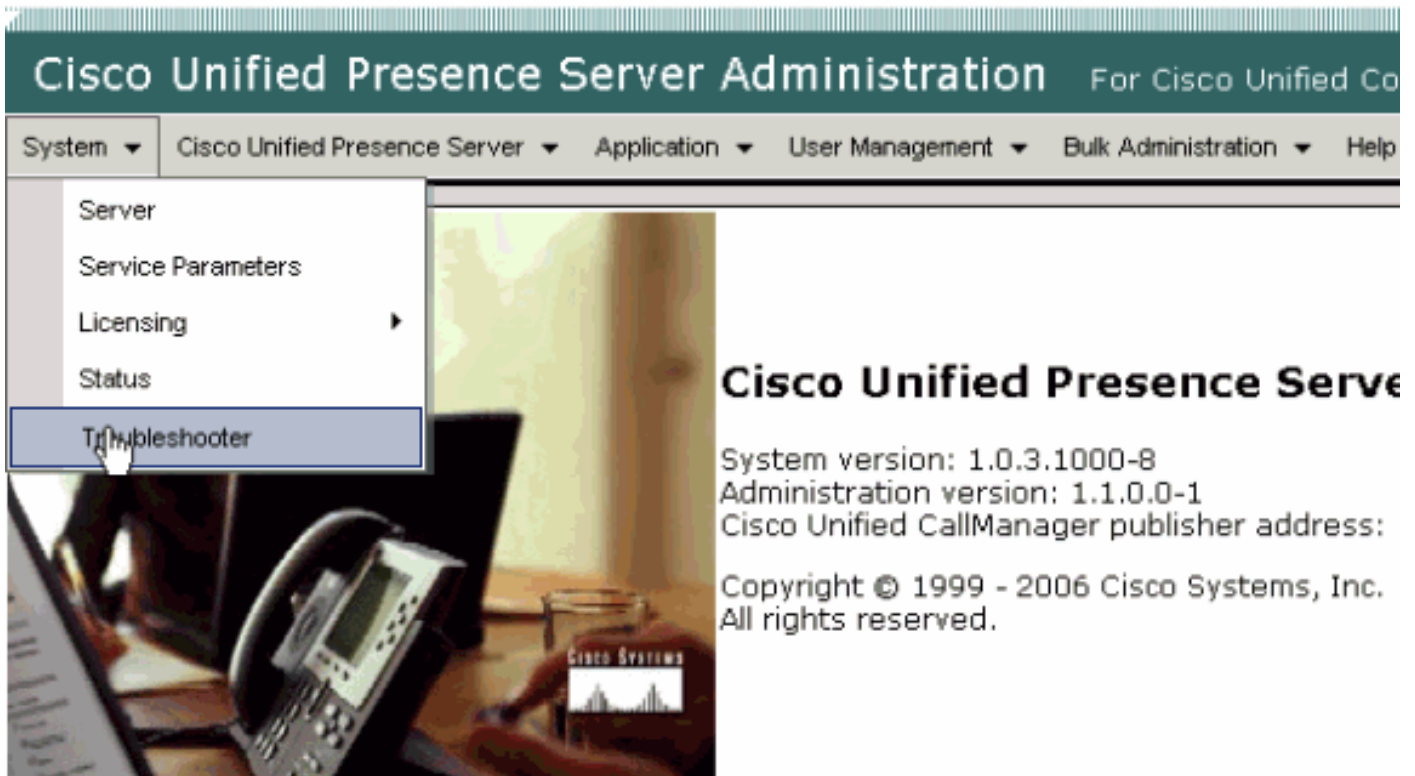 Cisco Unified Presence Server Administration For Cisco Unified Co
System Cisco Unified Presence Server Application User Management Bulk Administration Help
Server
Service Parameters
Licensing
Status
Troubleshooter
Cisco Unified Presence Serve
System version: 1.0.3.1000-8
Administration version: 1.1.0.0-1
Cisco Unified CallManager publisher address:
Copyright © 1999 - 2006 Cisco Systems, Inc.
All rights reserved.
CISCO SYSTEMS